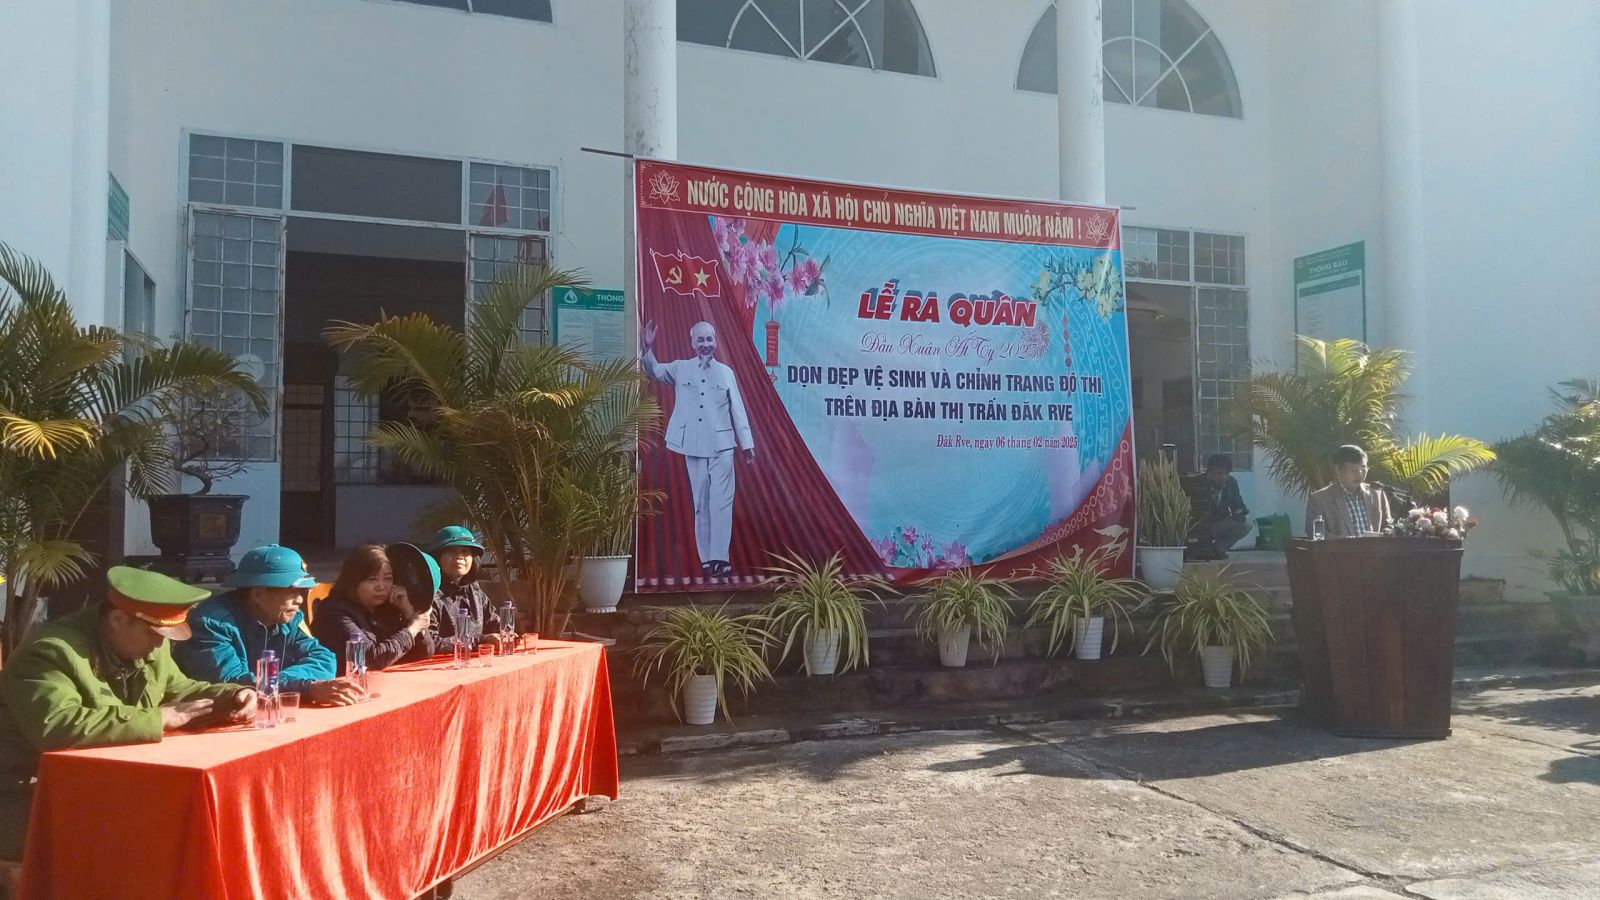 NƯỚC CỘNG HÒA XÃ HỘI CHỦ NGHĨA VIỆT NAM MUÔN NĂM !
LỄ RA QUÂN
Đầu Xuân Ất Tỵ 2025
DỌN DẸP VỆ SINH VÀ CHỈNH TRANG ĐÔ THỊ
TRÊN ĐỊA BÀN THỊ TRẤN ĐĂK RVE
Đăk Rve, ngày 06 tháng 02 năm 2025
THÔNG
THÔNG BÁO